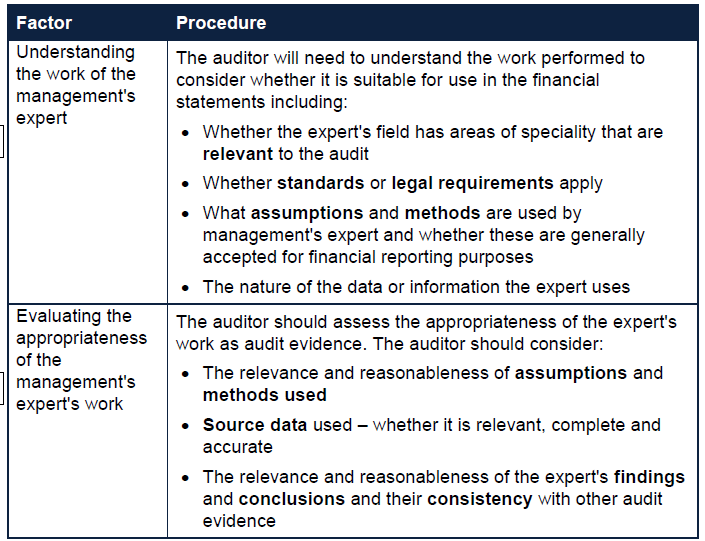 Factor
Procedure
Understanding
the work of the
management's
expert
The auditor will need to understand the work performed to
consider whether it is suitable for use in the financial
statements including:
• Whether the expert's field has areas of speciality that are
relevant to the audit
• Whether standards or legal requirements apply
• What assumptions and methods are used by
management's expert and whether these are generally
accepted for financial reporting purposes
• The nature of the data or information the expert uses
Evaluating the
appropriateness
of the
management's
expert's work
The auditor should assess the appropriateness of the expert's
work as audit evidence. The auditor should consider:
• The relevance and reasonableness of assumptions and
methods used
• Source data used – whether it is relevant, complete and
accurate
• The relevance and reasonableness of the expert's findings
and conclusions and their consistency with other audit
evidence